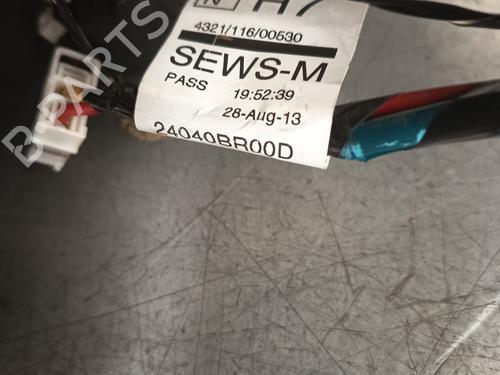 N H7
4321/116/00530
SEWS-M
PASS 19:52:39
28-Aug-13
24040BR00D
B-PARTS